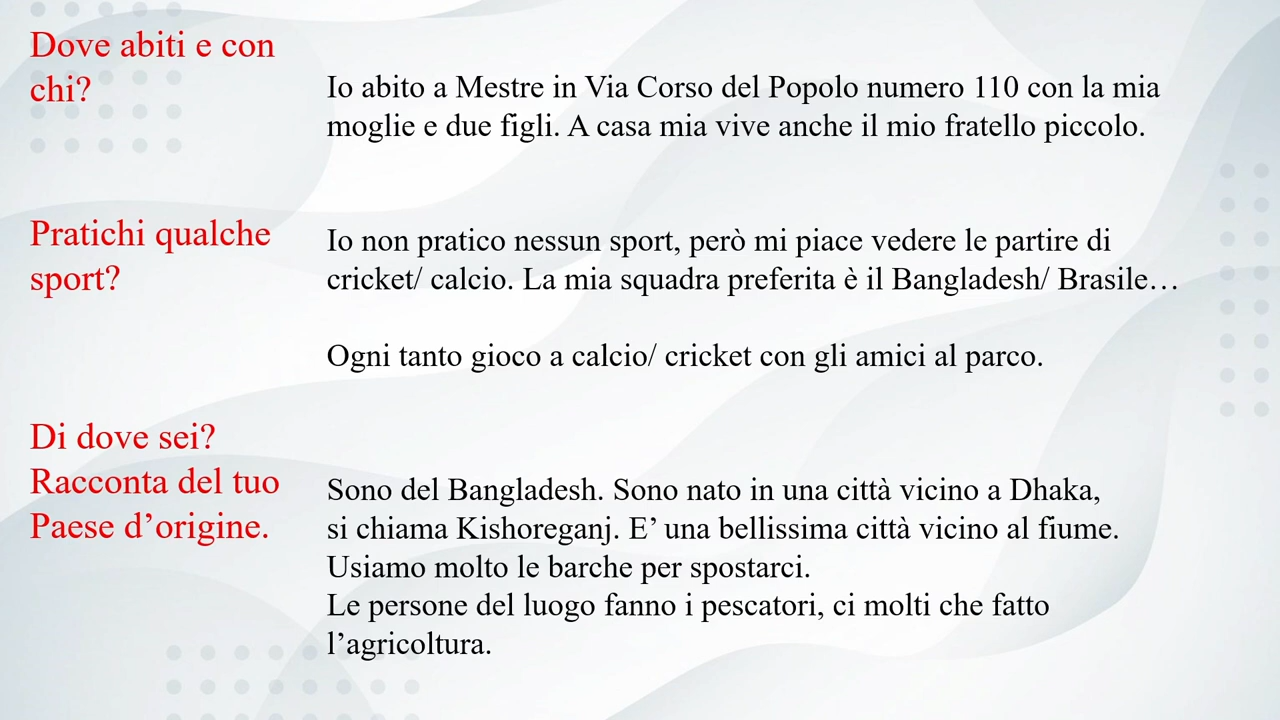 Dove abiti e con
chi?
Io abito a Mestre in Via Corso del Popolo numero 110 con la mia
moglie e due figli. A casa mia vive anche il mio fratello piccolo.
Pratichi qualche
sport?
Io non pratico nessun sport, però mi piace vedere le partire di
cricket/ calcio. La mia squadra preferita è il Bangladesh/ Brasile…
Ogni tanto gioco a calcio/ cricket con gli amici al parco.
Di dove sei?
Racconta del tuo
Paese d’origine.
Sono del Bangladesh. Sono nato in una città vicino a Dhaka,
si chiama Kishoreganj. E’ una bellissima città vicino al fiume.
Usiamo molto le barche per spostarci.
Le persone del luogo fanno i pescatori, ci molti che fatto
l’agricoltura.